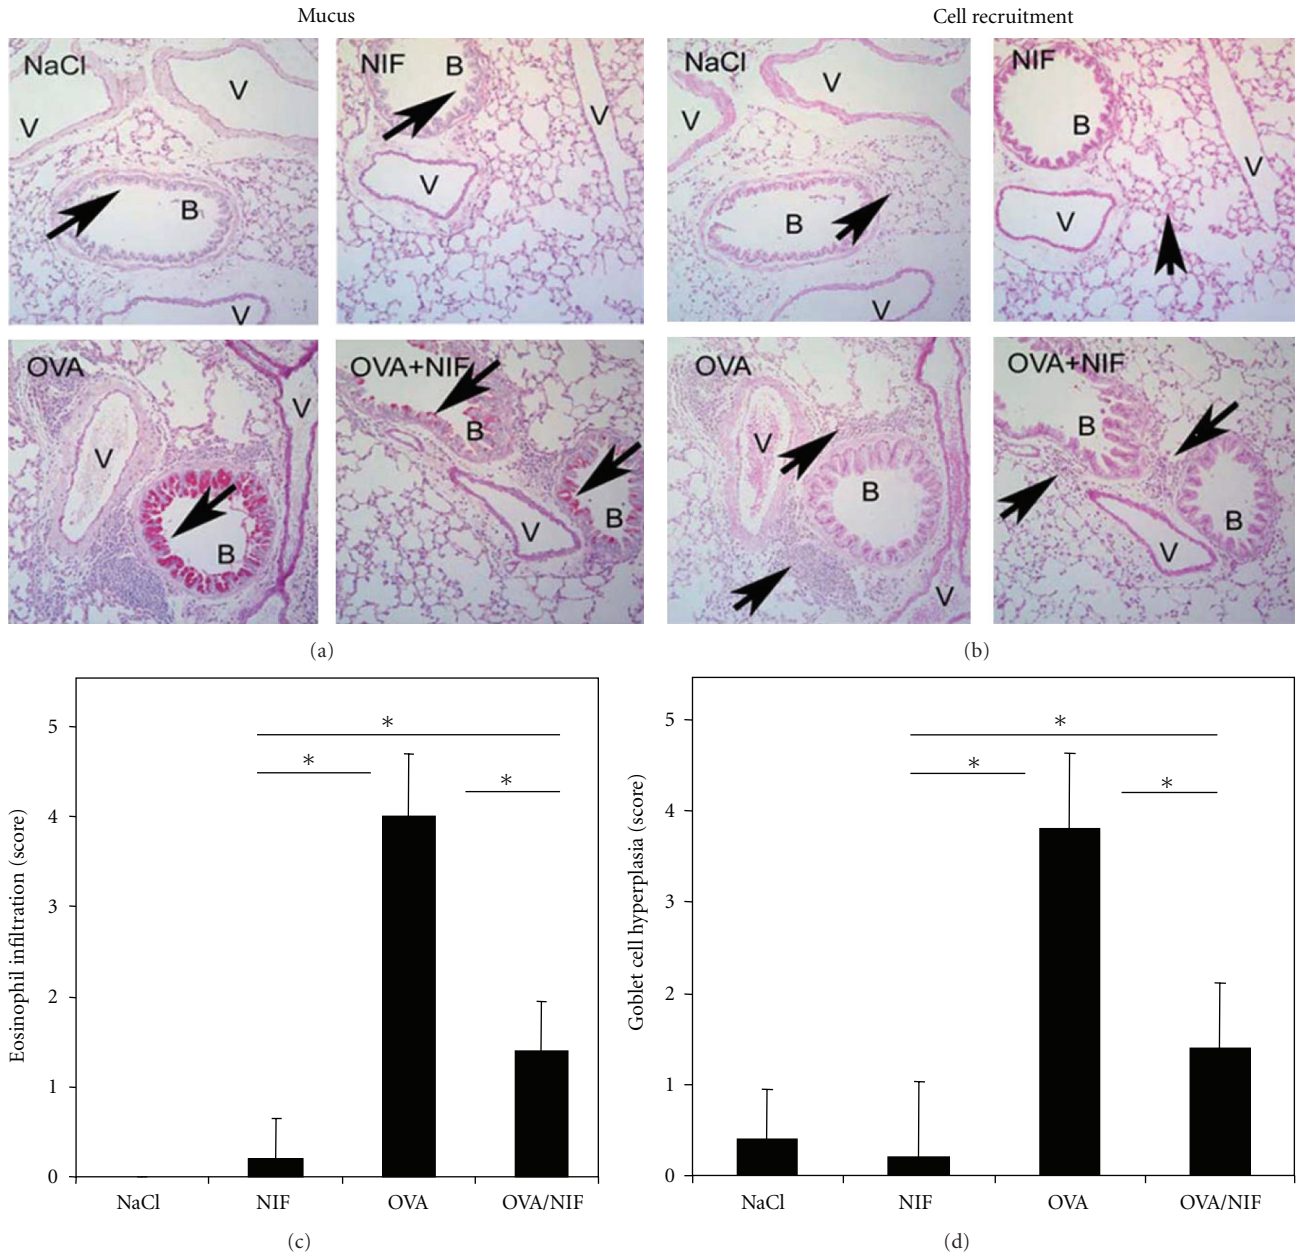 Mucus
Cell recruitment
NaCl
V
V
B
V
NIF
B
V
V
NaCl
V
V
B
V
NIF
B
V
V
OVA
V
V
B
OVA+NIF
B
V
B
OVA
V
B
V
OVA+NIF
B
B
V
(a)
(b)
Eosinophil infiltration (score)
5
4
3
2
1
0
*
*
*
NaCl NIF OVA OVA/NIF
(c)
Goblet cell hyperplasia (score)
5
4
3
2
1
0
*
*
*
NaCl NIF OVA OVA/NIF
(d)